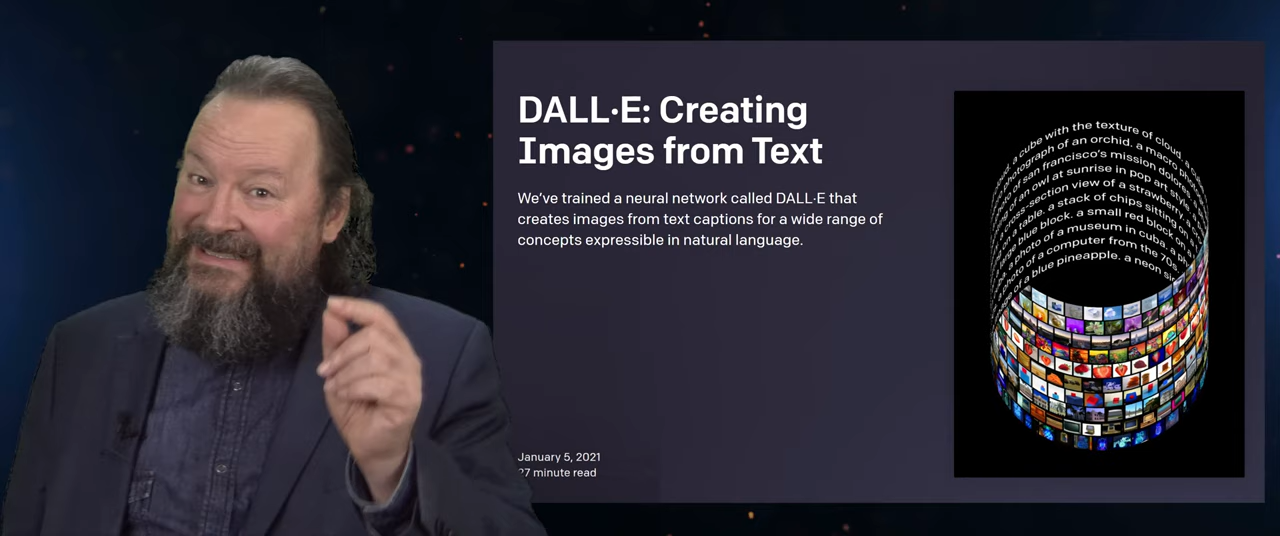 DALL·E: Creating
Images from Text
We've trained a neural network called DALL·E that
creates images from text captions for a wide range of
concepts expressible in natural language.
January 5, 2021
27 minute read
a cube with the texture of cloud. a
photograph of an orchid. a macro
of san francisco's mission dolores
an owl at sunrise in pop art style. a
cross-section view of a strawberry.
a table. a stack of chips sitting on
large blue block. a small red block on a
a photo of a museum in cuba. a
photo of a computer from the 70s.
of a blue pineapple. a neon